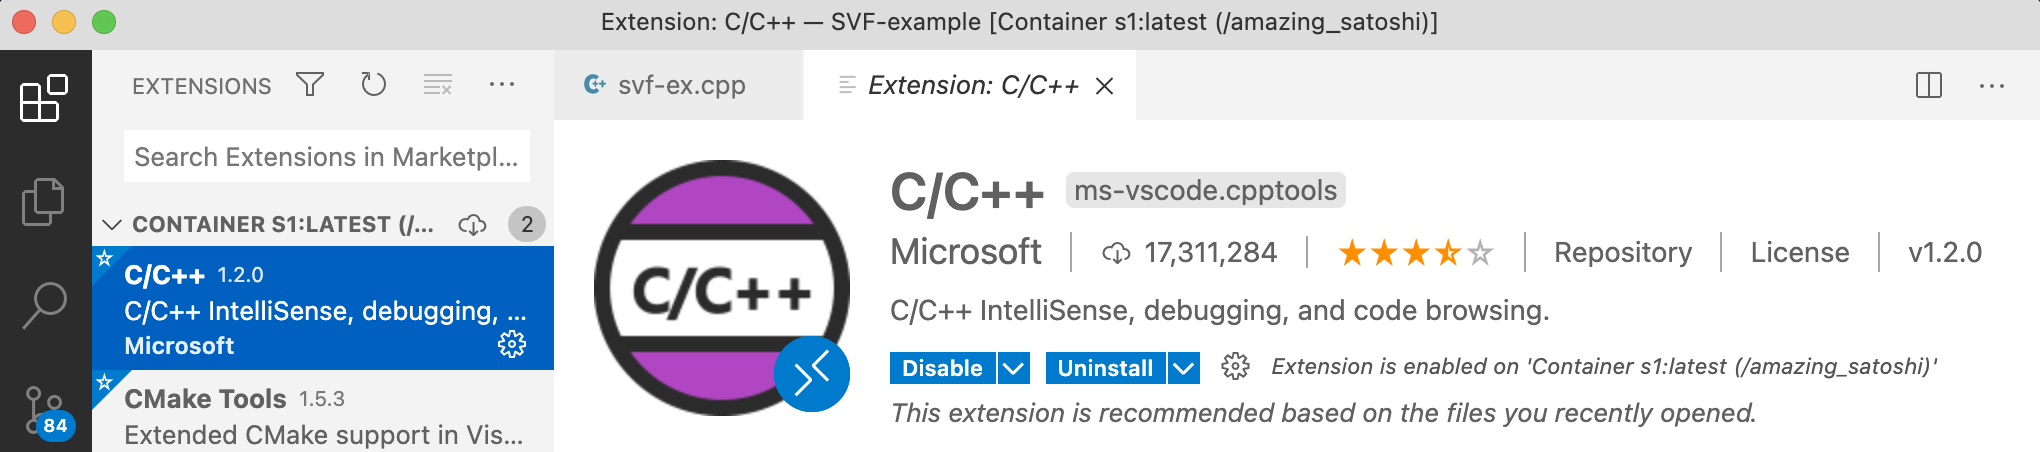 Extension: C/C++ — SVF-example [Container s1:latest (/amazing_satoshi)]
EXTENSIONS
svf-ex.cpp
Extension: C/C++
Search Extensions in Marketpl...
CONTAINER S1:LATEST (/... 2
C/C++ 1.2.0
C/C++ IntelliSense, debugging, ...
Microsoft
CMake Tools 1.5.3
Extended CMake support in Vis...
84
C/C++
C/C++ ms-vscode.cpptools
Microsoft 17,311,284 Repository License v1.2.0
C/C++ IntelliSense, debugging, and code browsing.
Disable Uninstall Extension is enabled on 'Container s1:latest (/amazing_satoshi)'
This extension is recommended based on the files you recently opened.